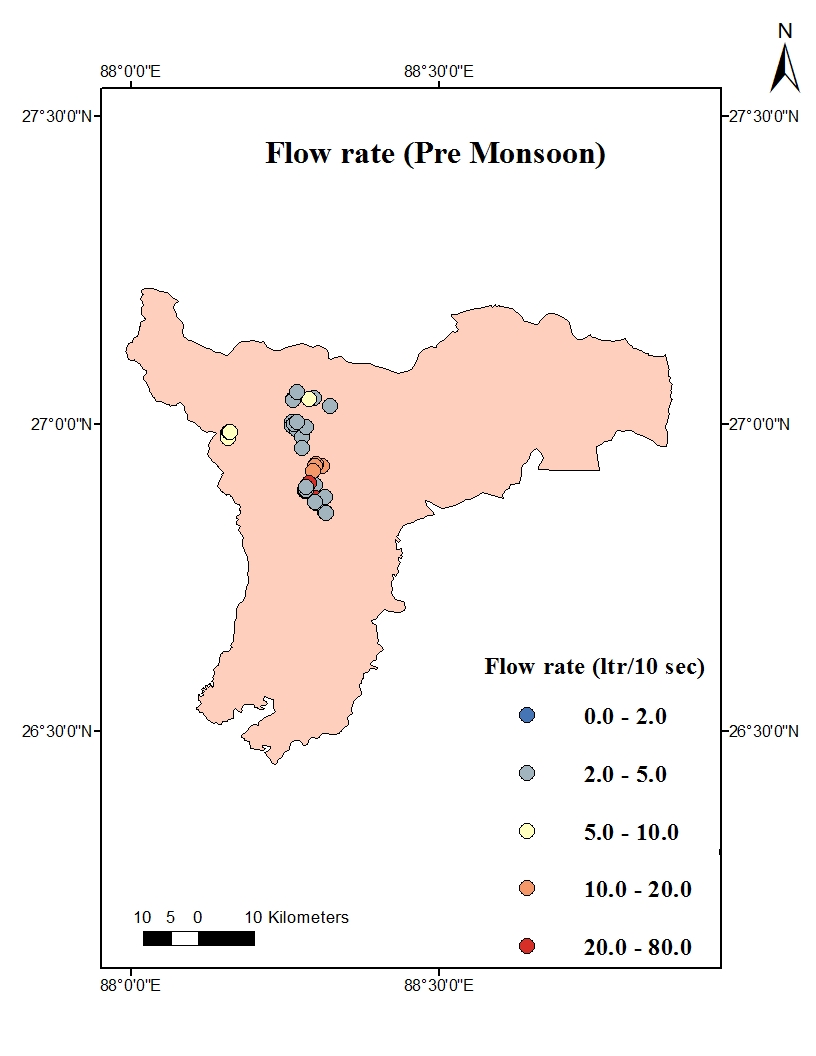 N
88°0'0"E 88°30'0"E
27°30'0"N 27°30'0"N
Flow rate (Pre Monsoon)
27°0'0"N 27°0'0"N
Flow rate (ltr/10 sec)
0.0 - 2.0
26°30'0"N 26°30'0"N
2.0 - 5.0
5.0 - 10.0
10.0 - 20.0
10 5 0 10 Kilometers
20.0 - 80.0
88°0'0"E 88°30'0"E